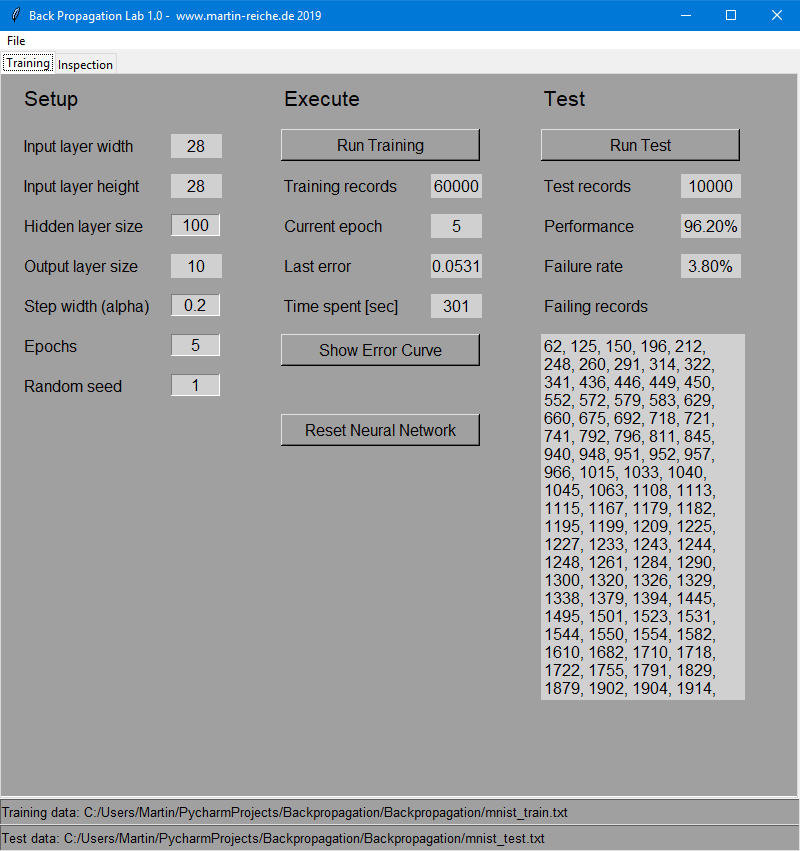 Back Propagation Lab 1.0 - www.martin-reiche.de 2019
File
Training Inspection
Setup
Input layer width 28
Input layer height 28
Hidden layer size 100
Output layer size 10
Step width (alpha) 0.2
Epochs 5
Random seed 1
Execute
Run Training
Training records 60000
Current epoch 5
Last error 0.0531
Time spent [sec] 301
Show Error Curve
Reset Neural Network
Test
Run Test
Test records 10000
Performance 96.20%
Failure rate 3.80%
Failing records
62, 125, 150, 196, 212,
248, 260, 291, 314, 322,
341, 436, 446, 449, 450,
552, 572, 579, 583, 629,
660, 675, 692, 718, 721,
741, 792, 796, 811, 845,
940, 948, 951, 952, 957,
966, 1015, 1033, 1040,
1045, 1063, 1108, 1113,
1115, 1167, 1179, 1182,
1195, 1199, 1209, 1225,
1227, 1233, 1243, 1244,
1248, 1261, 1284, 1290,
1300, 1320, 1326, 1329,
1338, 1379, 1394, 1445,
1495, 1501, 1523, 1531,
1544, 1550, 1554, 1582,
1610, 1682, 1710, 1718,
1722, 1755, 1791, 1829,
1879, 1902, 1904, 1914,
Training data: C:/Users/Martin/PycharmProjects/Backpropagation/Backpropagation/mnist_train.txt
Test data: C:/Users/Martin/PycharmProjects/Backpropagation/Backpropagation/mnist_test.txt